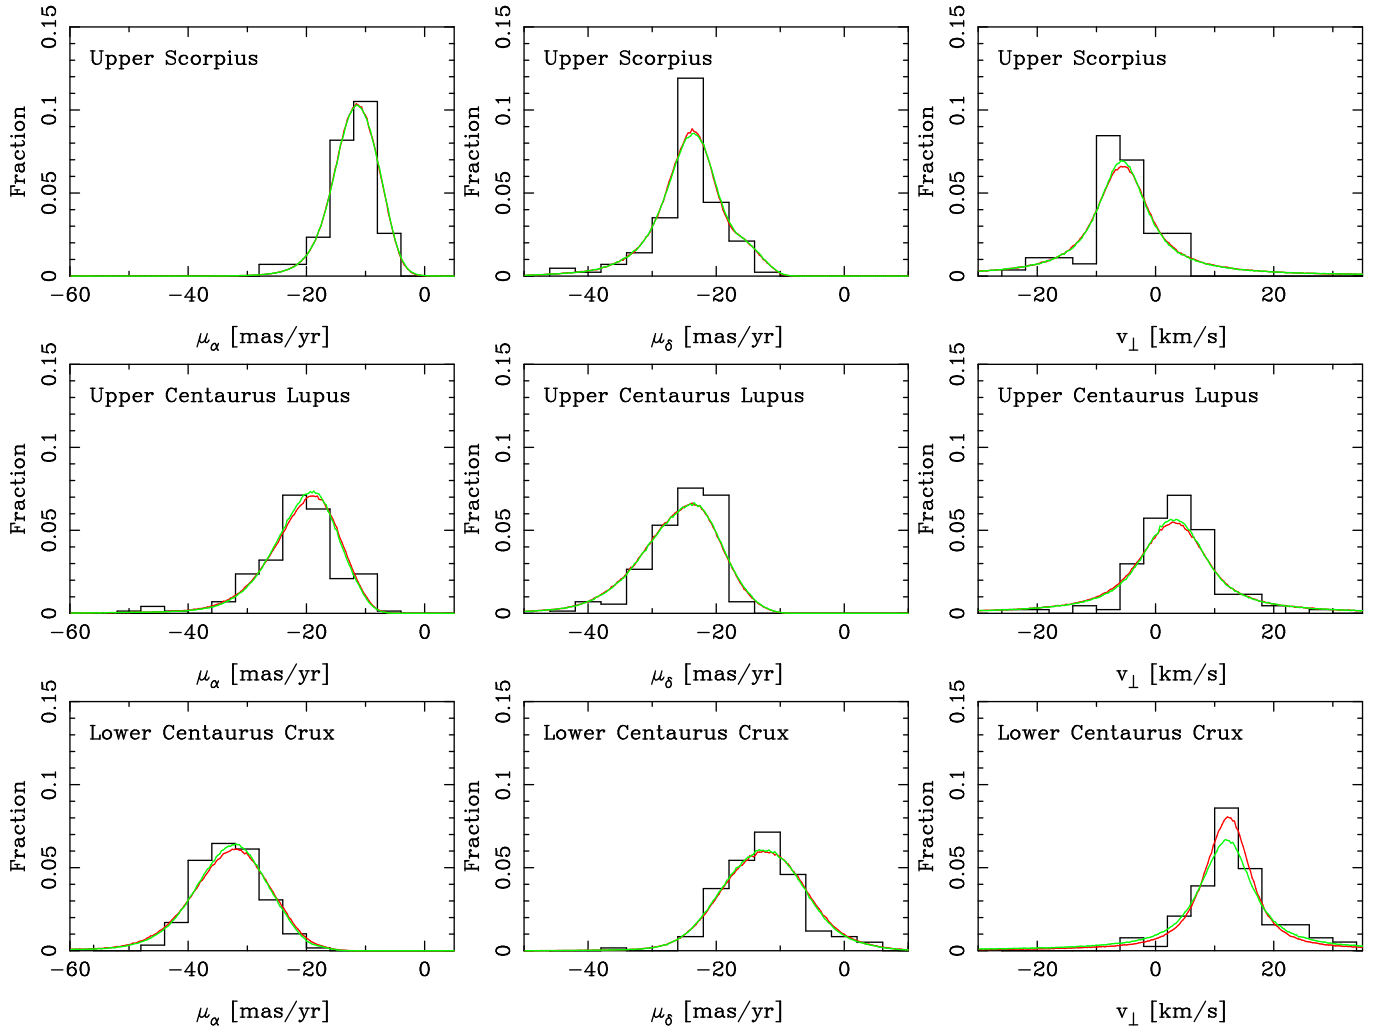 Upper Scorpius
Fraction
0 0.05 0.1 0.15
−60 −40 −20 0
μα [mas/yr]
Upper Scorpius
Fraction
−40 −20 0
μδ [mas/yr]
Upper Scorpius
Fraction
0 0.05 0.1 0.15
−20 0 20
v⊥ [km/s]
Upper Centaurus Lupus
Fraction
0 0.05 0.1 0.15
−60 −40 −20 0
μα [mas/yr]
Upper Centaurus Lupus
Fraction
0 0.05 0.1 0.15
−40 −20 0
μδ [mas/yr]
Upper Centaurus Lupus
Fraction
0 0.05 0.1 0.15
−20 0 20
v⊥ [km/s]
Lower Centaurus Crux
Fraction
0 0.05 0.1 0.15
−60 −40 −20 0
μα [mas/yr]
Lower Centaurus Crux
Fraction
0 0.05 0.1 0.15
−40 −20 0
μδ [mas/yr]
Lower Centaurus Crux
Fraction
0 0.05 0.1 0.15
−20 0 20
v⊥ [km/s]